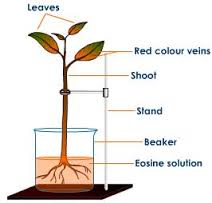 Leaves
Red colour veins
Shoot
Stand
Beaker
Eosine solution